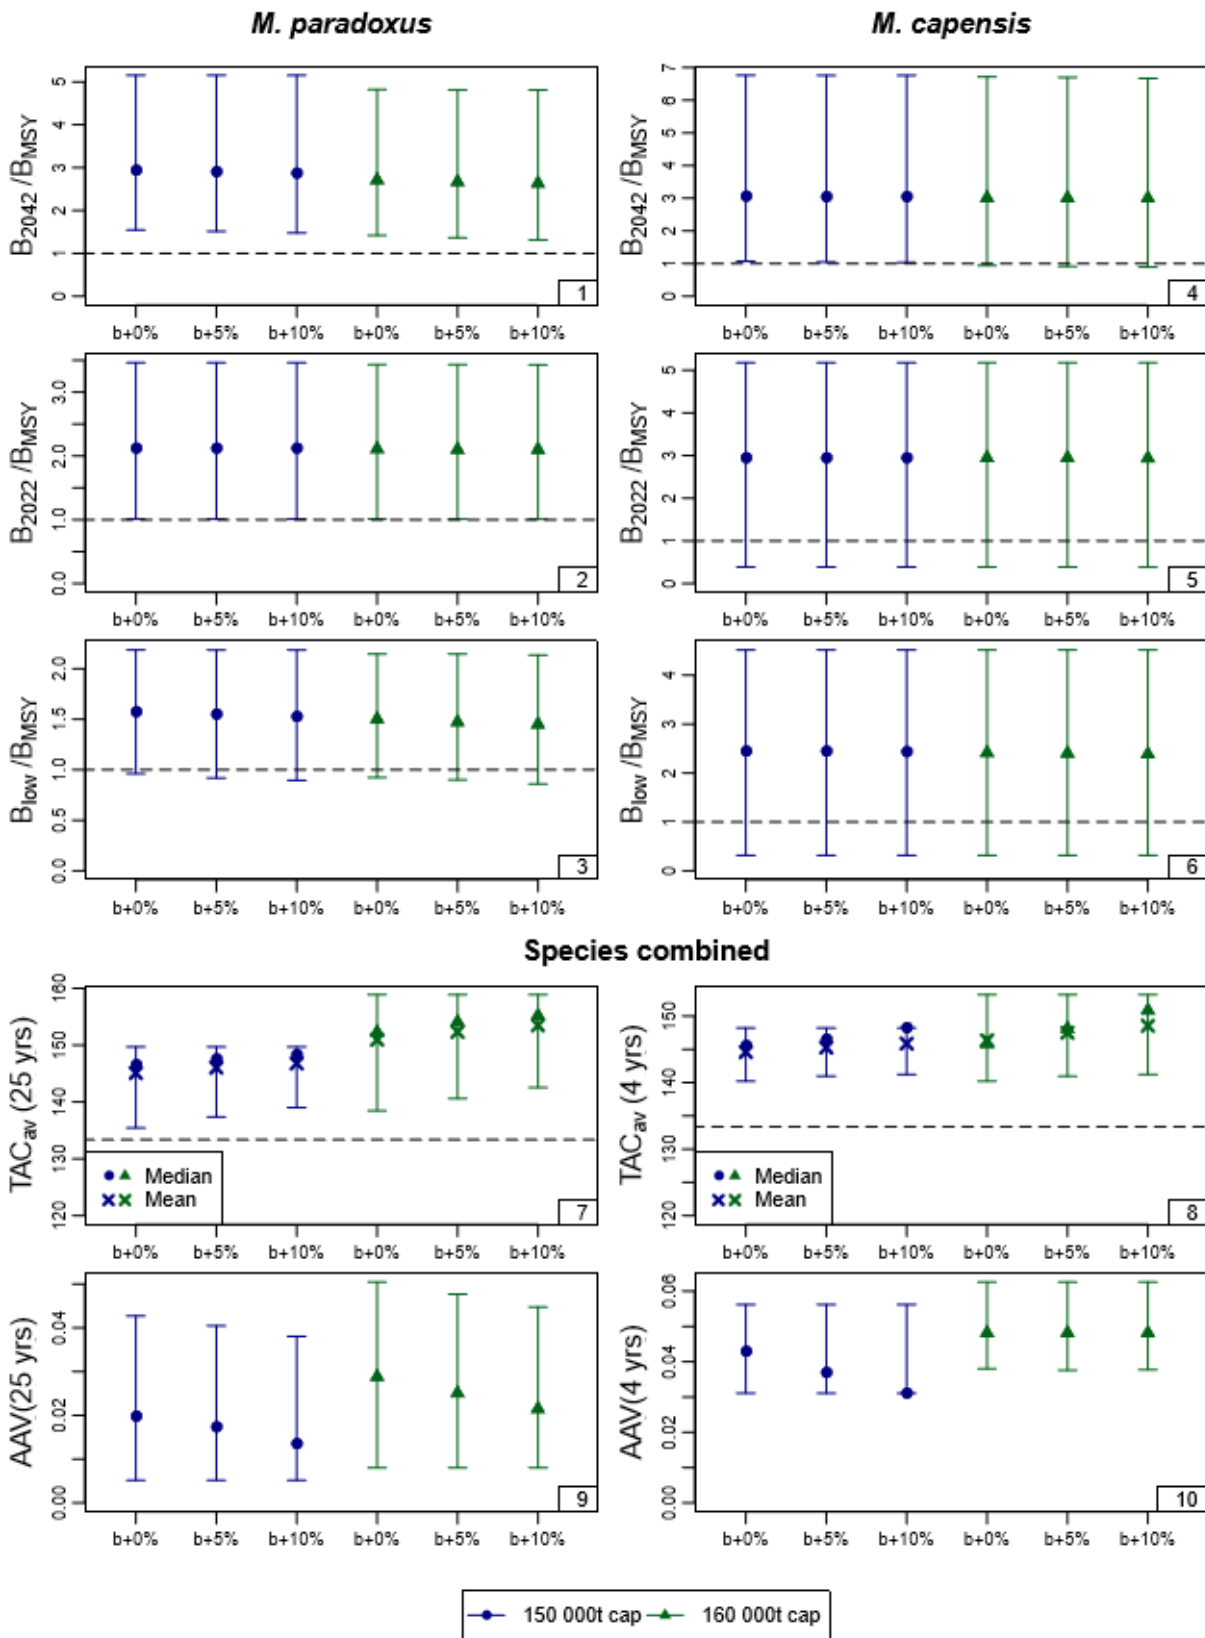 M. paradoxus
M. capensis
B2042 /BMSY
0 1 2 3 4 5
b+0% b+5% b+10% b+0% b+5% b+10%
1
B2042 /BMSY
0 1 2 3 4 5 6 7
b+0% b+5% b+10% b+0% b+5% b+10%
4
B2022 /BMSY
0.0 1.0 2.0 3.0
b+0% b+5% b+10% b+0% b+5% b+10%
2
B2022 /BMSY
0 1 2 3 4 5
b+0% b+5% b+10% b+0% b+5% b+10%
5
Blow /BMSY
0.0 0.5 1.0 1.5 2.0
b+0% b+5% b+10% b+0% b+5% b+10%
3
Blow /BMSY
0 1 2 3 4
b+0% b+5% b+10% b+0% b+5% b+10%
6
Species combined
TACav (25 yrs)
120 130 140 150 160
Median
Mean
b+0% b+5% b+10% b+0% b+5% b+10%
7
TACav (4 yrs)
120 130 140 150
Median
Mean
b+0% b+5% b+10% b+0% b+5% b+10%
8
AAV(25 yrs)
0.00 0.02 0.04
b+0% b+5% b+10% b+0% b+5% b+10%
9
AAV(4 yrs)
0.00 0.02 0.04 0.06
b+0% b+5% b+10% b+0% b+5% b+10%
10
150 000t cap 160 000t cap